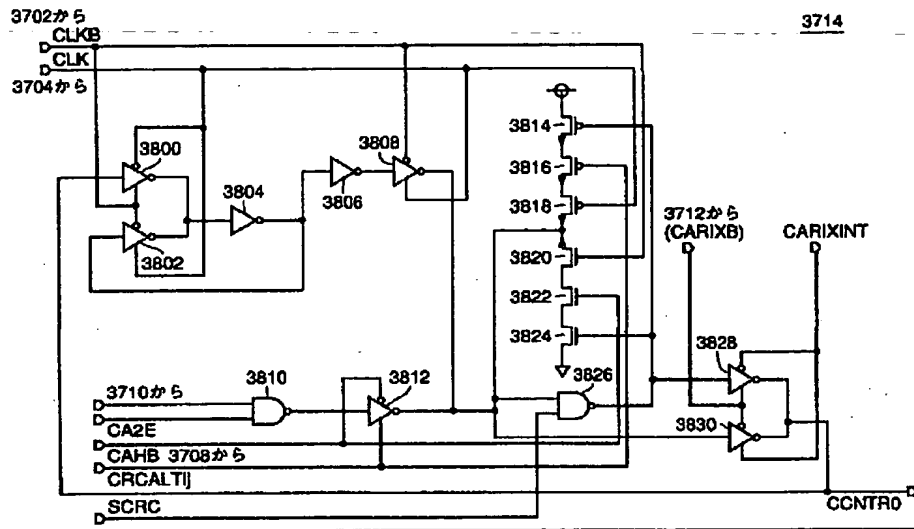 3702から
3714
CLKB
CLK
3704から
3800
3802
3804
3806
3808
3814
3816
3818
3820
3822
3824
3712から
(CARIXB)
CARIXINT
3810
3812
3826
3828
3830
3710から
CA2E
CAHB 3708から
CRCALTIj
SCRC
CCNTR0